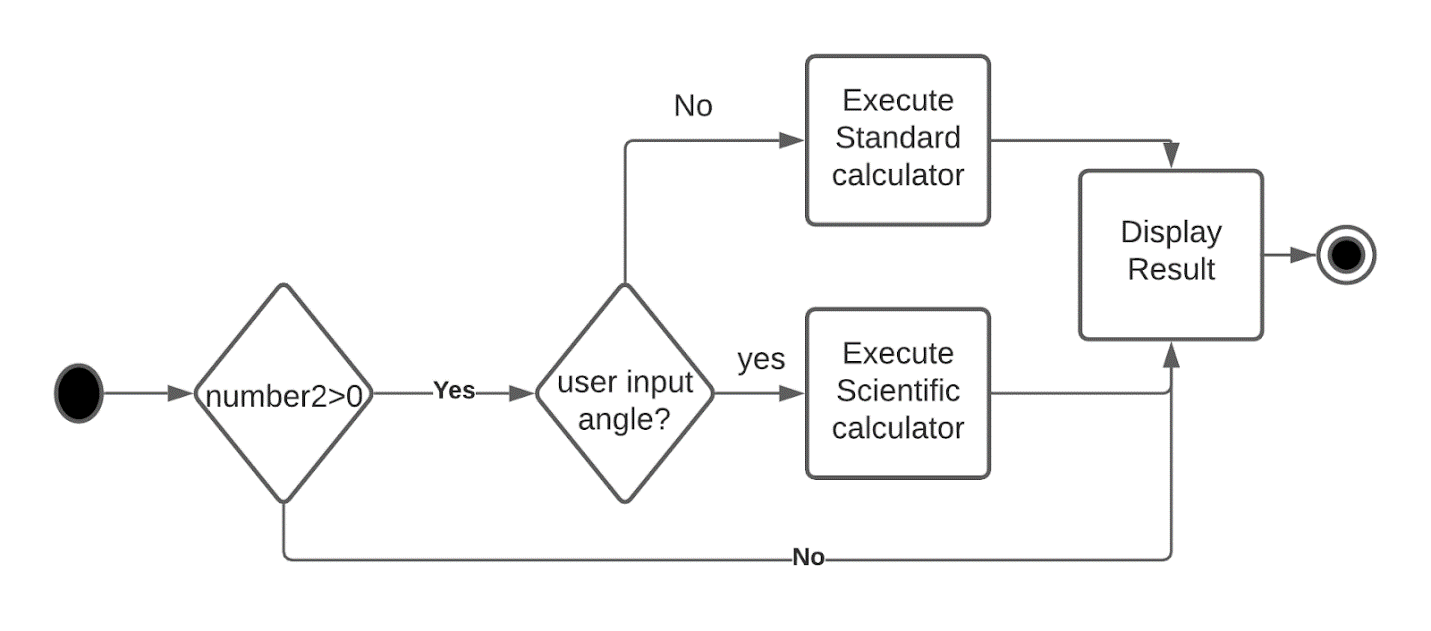 number2>0
Yes
user input
angle?
No
Execute
Standard
calculator
yes
Execute
Scientific
calculator
Display
Result
No